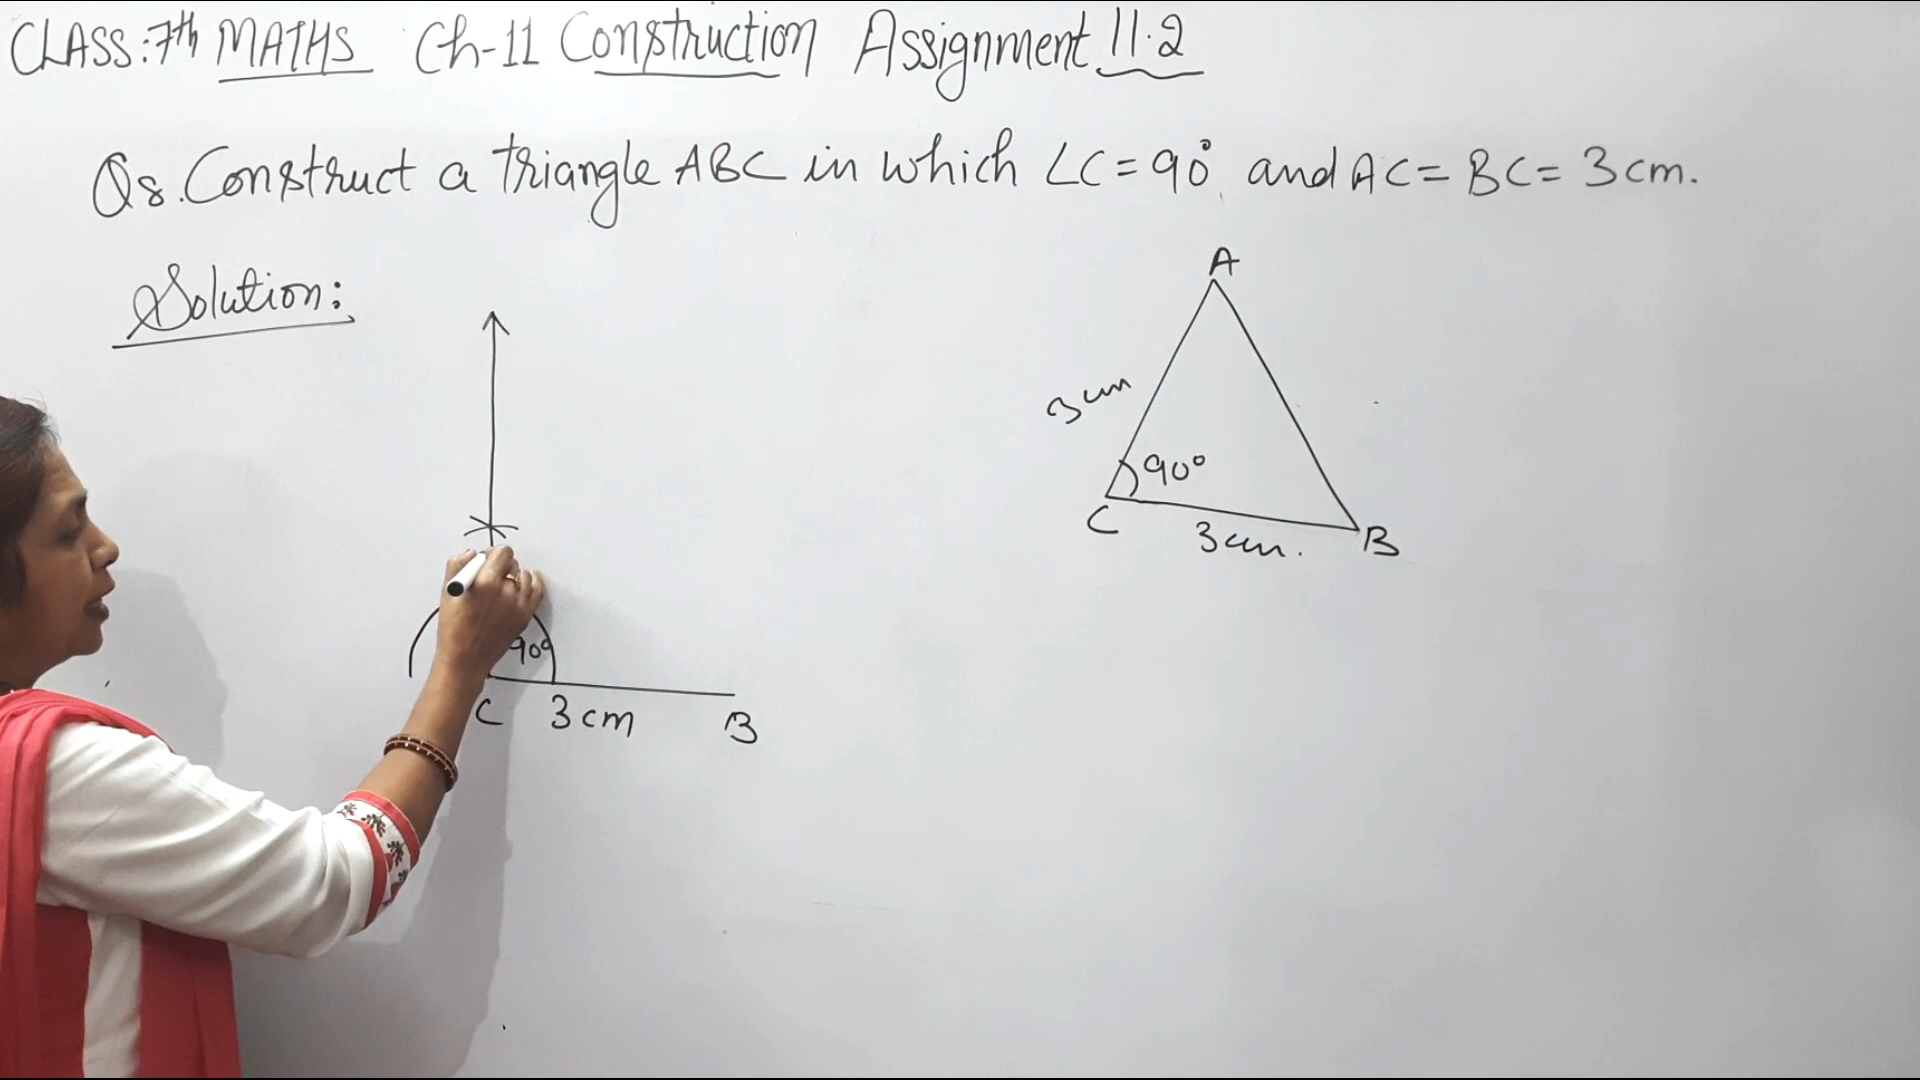 CLASS:7th MATHS Ch-11 Construction Assignment 11.2
Q8. Construct a triangle ABC in which ∠C = 90° and AC = BC = 3cm.
Solution:
A
3cm
90°
C
3cm.
B
90°
C
3cm
B